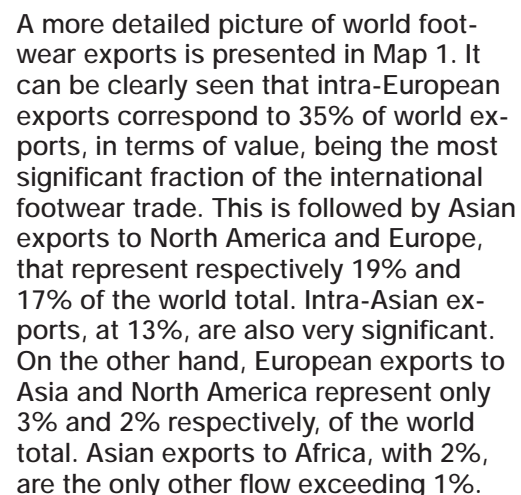 A more detailed picture of world foot-
wear exports is presented in Map 1. It
can be clearly seen that intra-European
exports correspond to 35% of world ex-
ports, in terms of value, being the most
significant fraction of the international
footwear trade. This is followed by Asian
exports to North America and Europe,
that represent respectively 19% and
17% of the world total. Intra-Asian ex-
ports, at 13%, are also very significant.
On the other hand, European exports to
Asia and North America represent only
3% and 2% respectively, of the world
total. Asian exports to Africa, with 2%,
are the only other flow exceeding 1%.